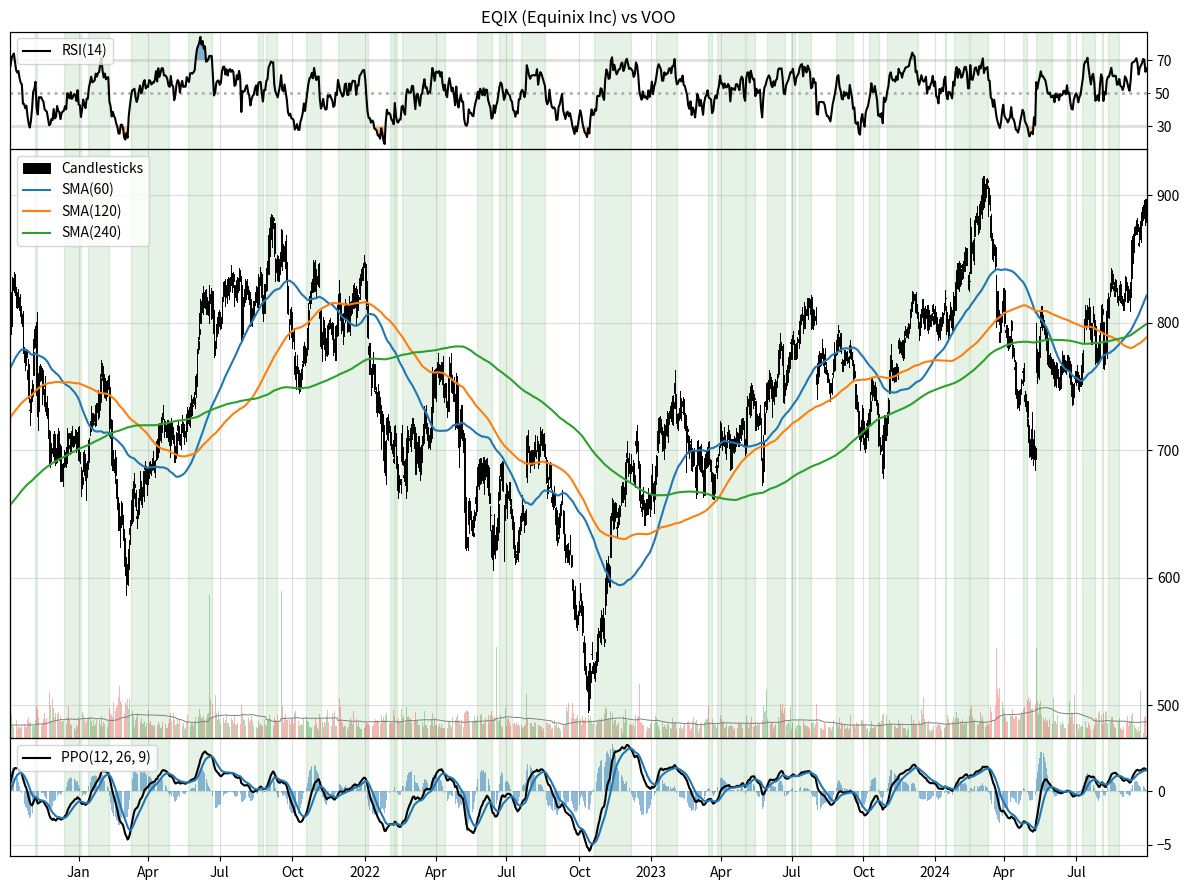 EQIX (Equinix Inc) vs VOO
RSI(14)
70
50
30
Candlesticks
SMA(60)
SMA(120)
SMA(240)
900
800
700
600
500
PPO(12, 26, 9)
0
−5
Jan Apr Jul Oct 2022 Apr Jul Oct 2023 Apr Jul Oct 2024 Apr Jul